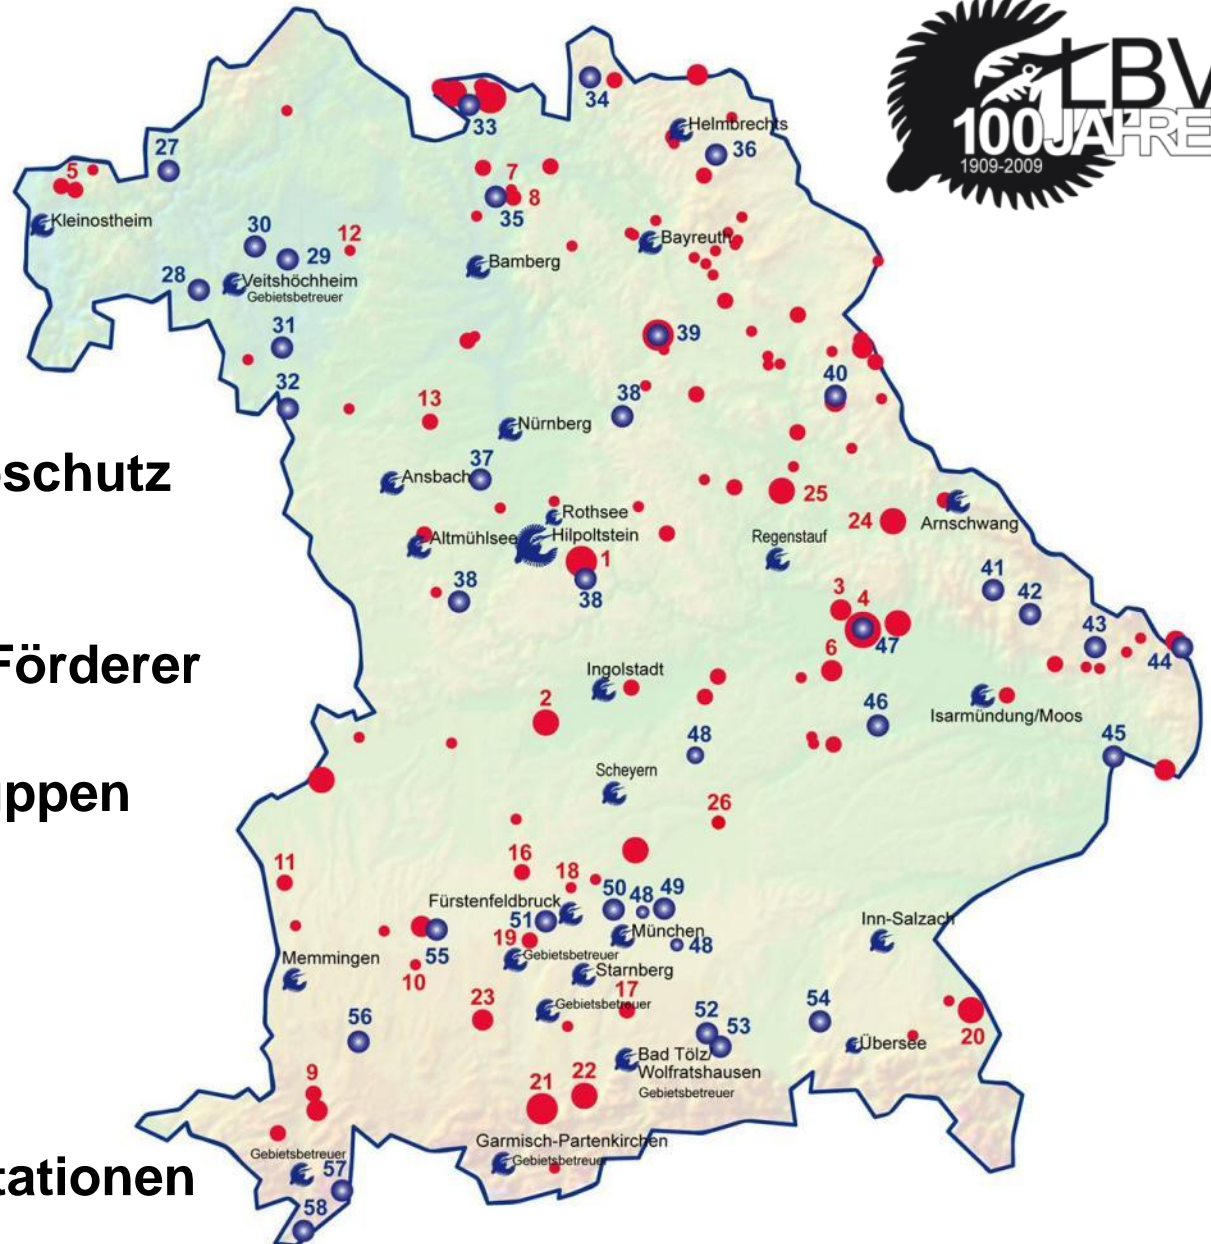 LBV
100 JAHRE
1909-2009
34
33
Helmbrechts
36
27
5
7
8
35
Kleinostheim
30
12
29
Bayreuth
Bamberg
28
Veitshöchheim
Gebietsbetreuer
31
39
32
40
13
38
Nürnberg
schutz
37
Ansbach
25
Rothsee
24
Arnschwang
Altmühlsee
Hilpoltstein
Regenstauf
1
41
38
38
3
4
42
43
47
44
Förderer
Ingolstadt
6
2
46
Isarmündung/Moos
48
45
Scheyern
ppen
26
16
11
18
50
48
49
Fürstenfeldbruck
51
Inn-Salzach
19
München
48
55
Gebietsbetreuer
Memmingen
Starnberg
10
23
Gebietsbetreuer
17
52
54
56
53
20
Übersee
Bad Tölz/
Wolfratshausen
9
21
22
Gebietsbetreuer
Garmisch-Partenkirchen
Gebietsbetreuer
Gebietsbetreuer
57
tationen
58